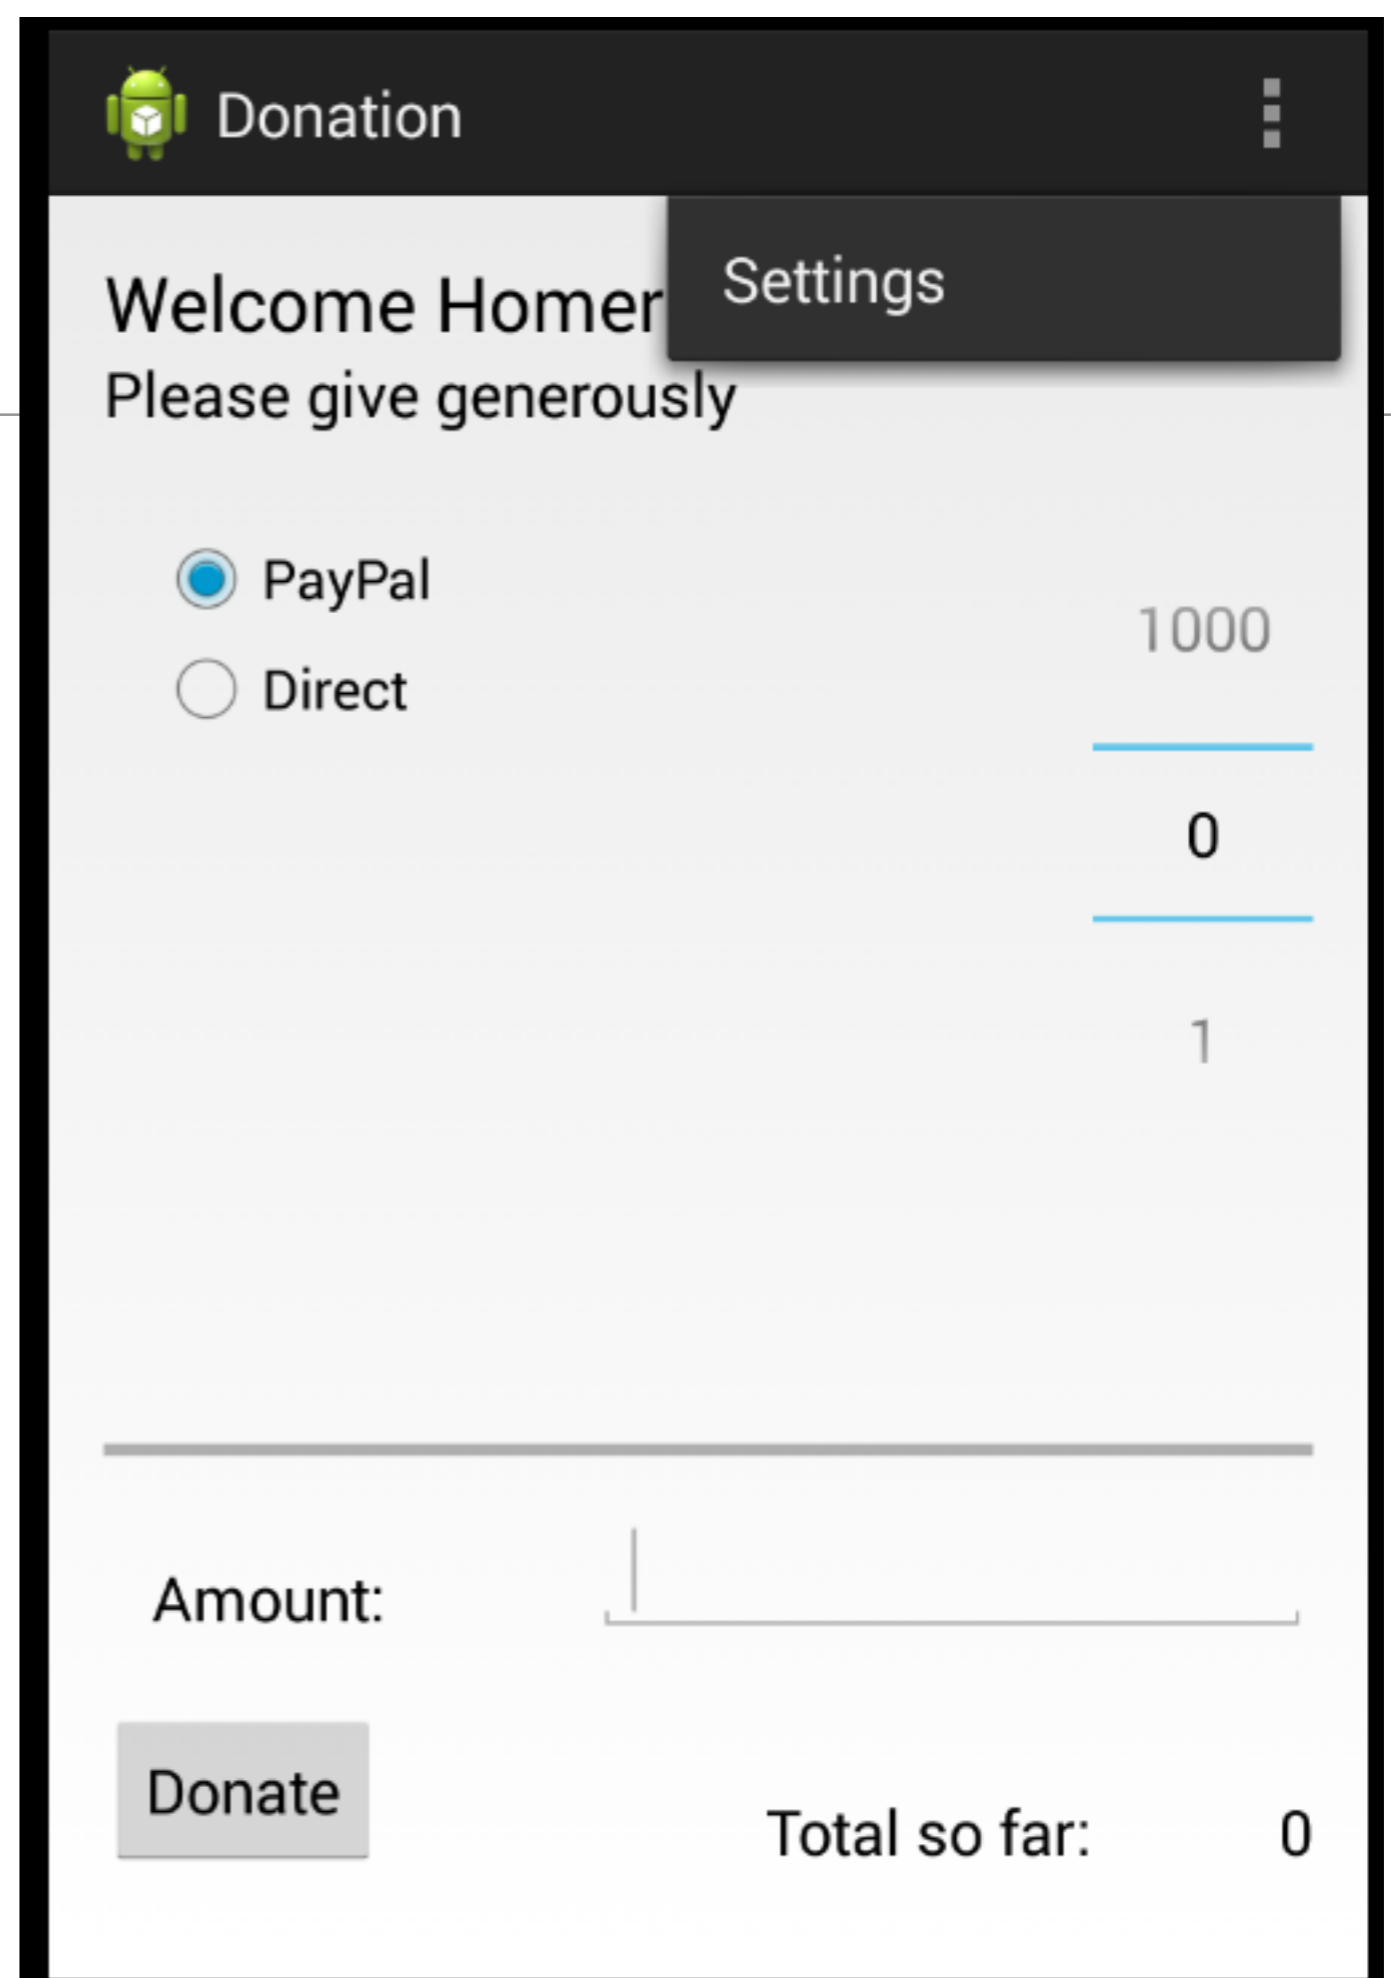 Donation
Settings
Welcome Homer
Please give generously
PayPal
Direct
1000
0
1
Amount:
Donate
Total so far: 0